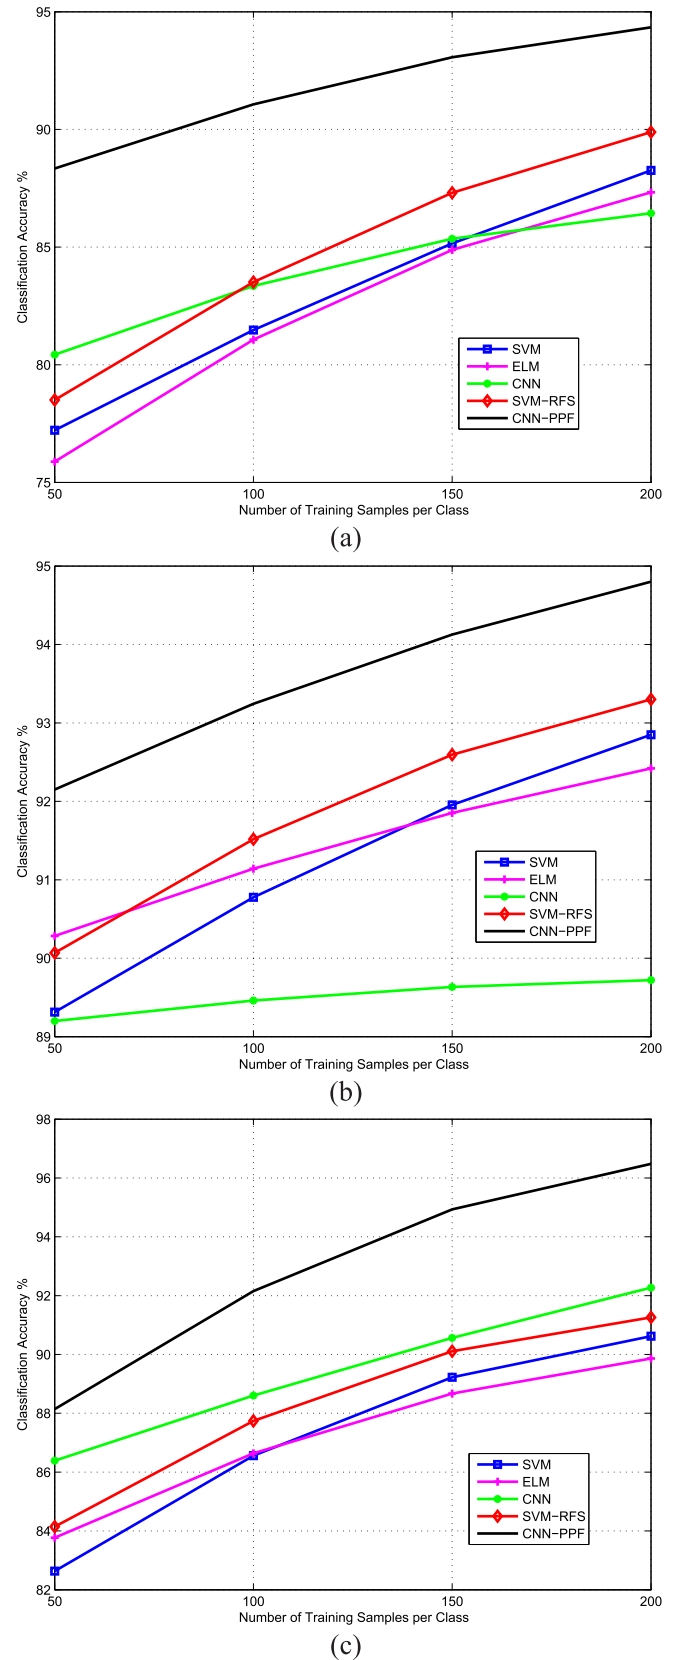 95
90
85
80
75
Classification Accuracy %
SVM
ELM
CNN
SVM-RFS
CNN-PPF
50 100 150 200
Number of Training Samples per Class
(a)
95
94
93
92
91
90
89
Classification Accuracy %
SVM
ELM
CNN
SVM-RFS
CNN-PPF
50 100 150 200
Number of Training Samples per Class
(b)
98
96
94
92
90
88
86
84
82
Classification Accuracy %
SVM
ELM
CNN
SVM-RFS
CNN-PPF
50 100 150 200
Number of Training Samples per Class
(c)